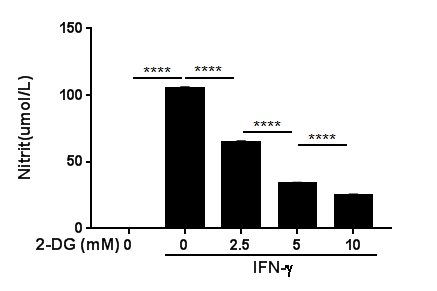 150
**** ****
100
**** ****
50
0
Nitrit(umol/L)
2-DG (mM) 0 0 2.5 5 10
IFN-γ